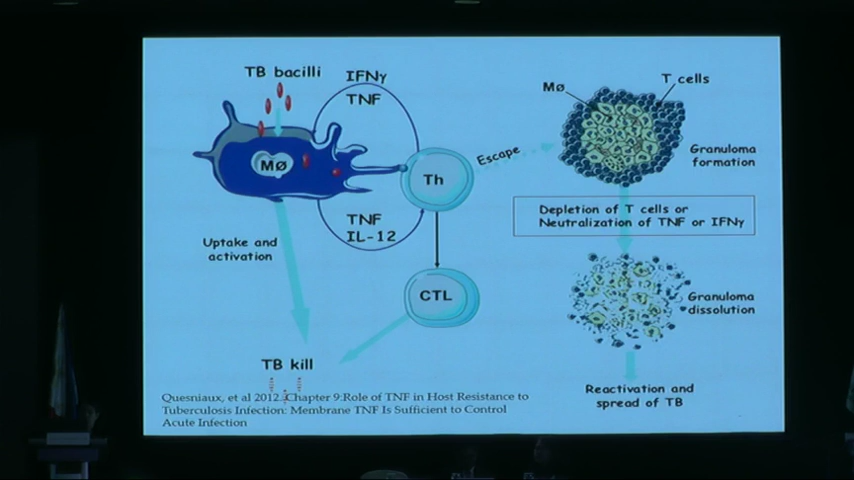 TB bacilli
IFNγ
TNF
Mø
Th
TNF
IL-12
Uptake and
activation
CTL
TB kill
Escape
Mø
T cells
Granuloma
formation
Depletion of T cells or
Neutralization of TNF or IFNγ
Granuloma
dissolution
Reactivation and
spread of TB
Quesniaux, et al 2012. Chapter 9:Role of TNF in Host Resistance to
Tuberculosis Infection: Membrane TNF Is Sufficient to Control
Acute Infection